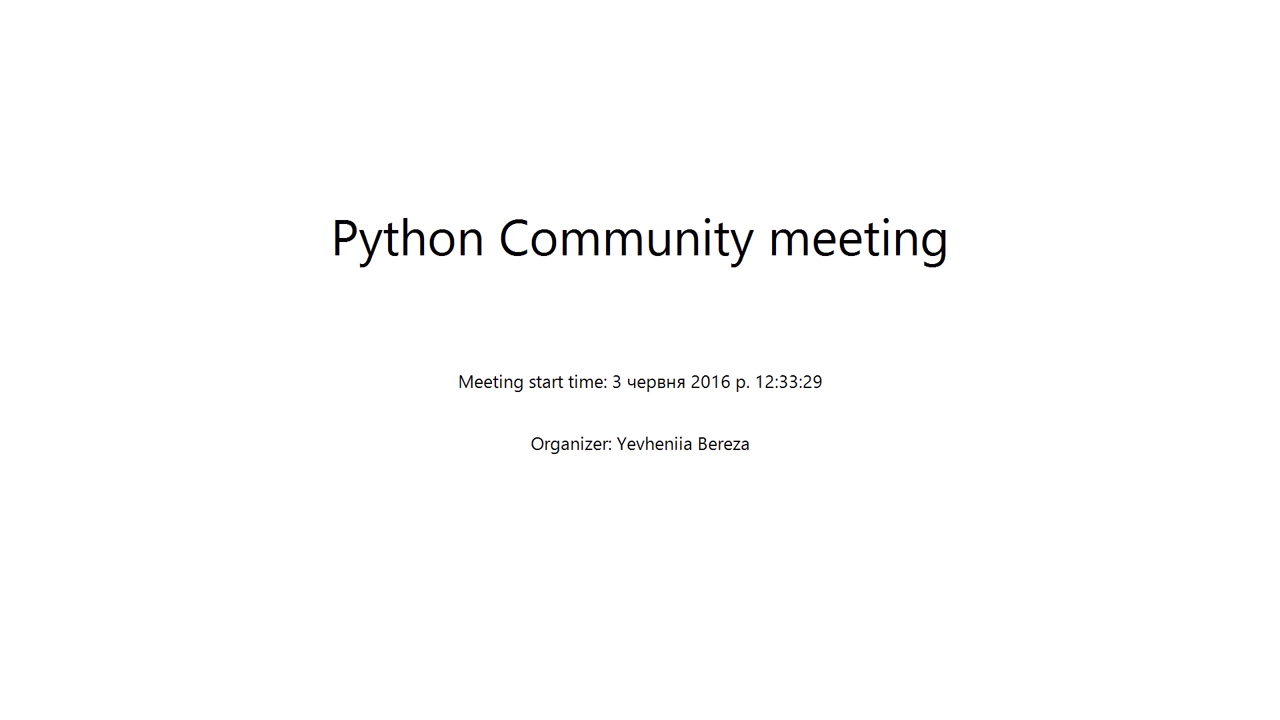 Python Community meeting
Meeting start time: 3 червня 2016 р. 12:33:29
Organizer: Yevheniia Bereza